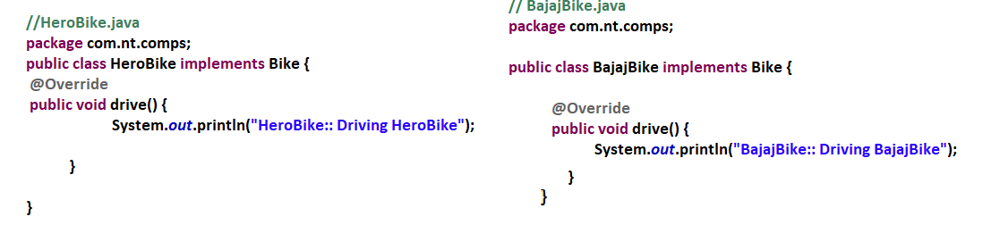 //HeroBike.java
package com.nt.comps;
public class HeroBike implements Bike {
@Override
public void drive() {
System.out.println("HeroBike:: Driving HeroBike");
}
}
// BajajBike.java
package com.nt.comps;
public class BajajBike implements Bike {
@Override
public void drive() {
System.out.println("BajajBike:: Driving BajajBike");
}
}